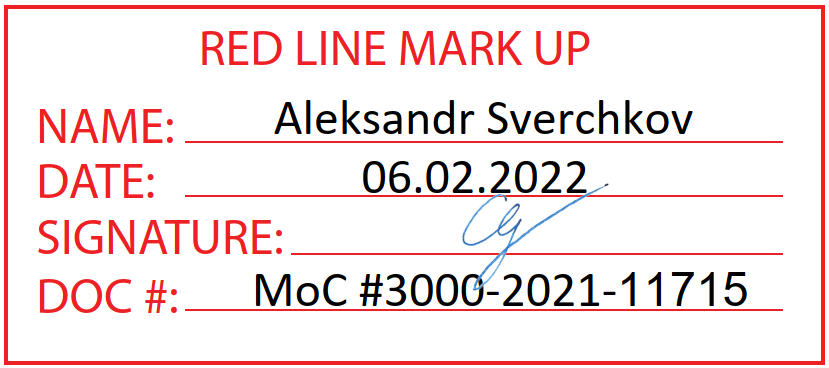 RED LINE MARK UP
NAME: Aleksandr Sverchkov
DATE: 06.02.2022
SIGNATURE:
DOC #: MoC #3000-2021-11715